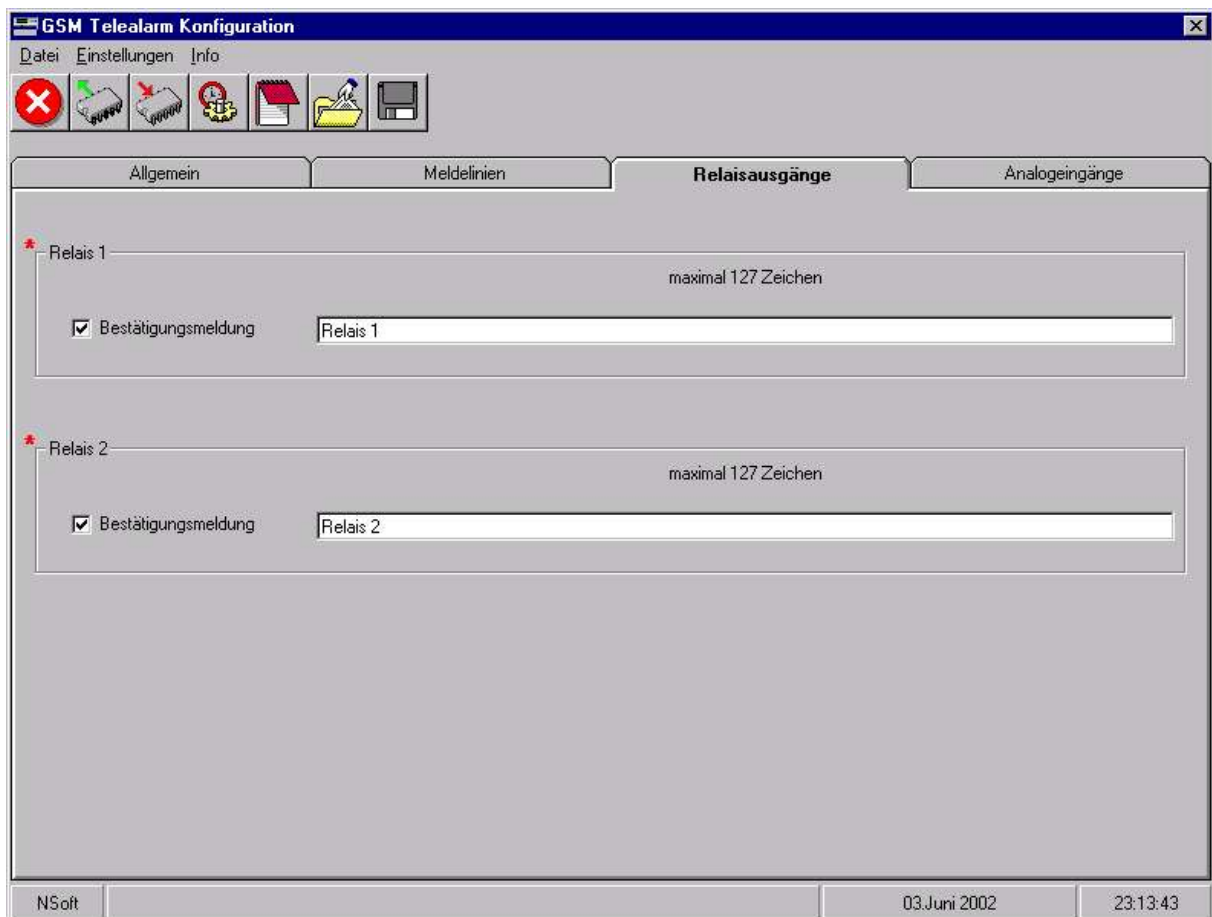 GSM Telealarm Konfiguration
Datei Einstellungen Info
Allgemein Meldelinien Relaisausgänge Analogeingänge
* Relais 1
maximal 127 Zeichen
Bestätigungsmeldung Relais 1
* Relais 2
maximal 127 Zeichen
Bestätigungsmeldung Relais 2
NSoft 03.Juni 2002 23:13:43